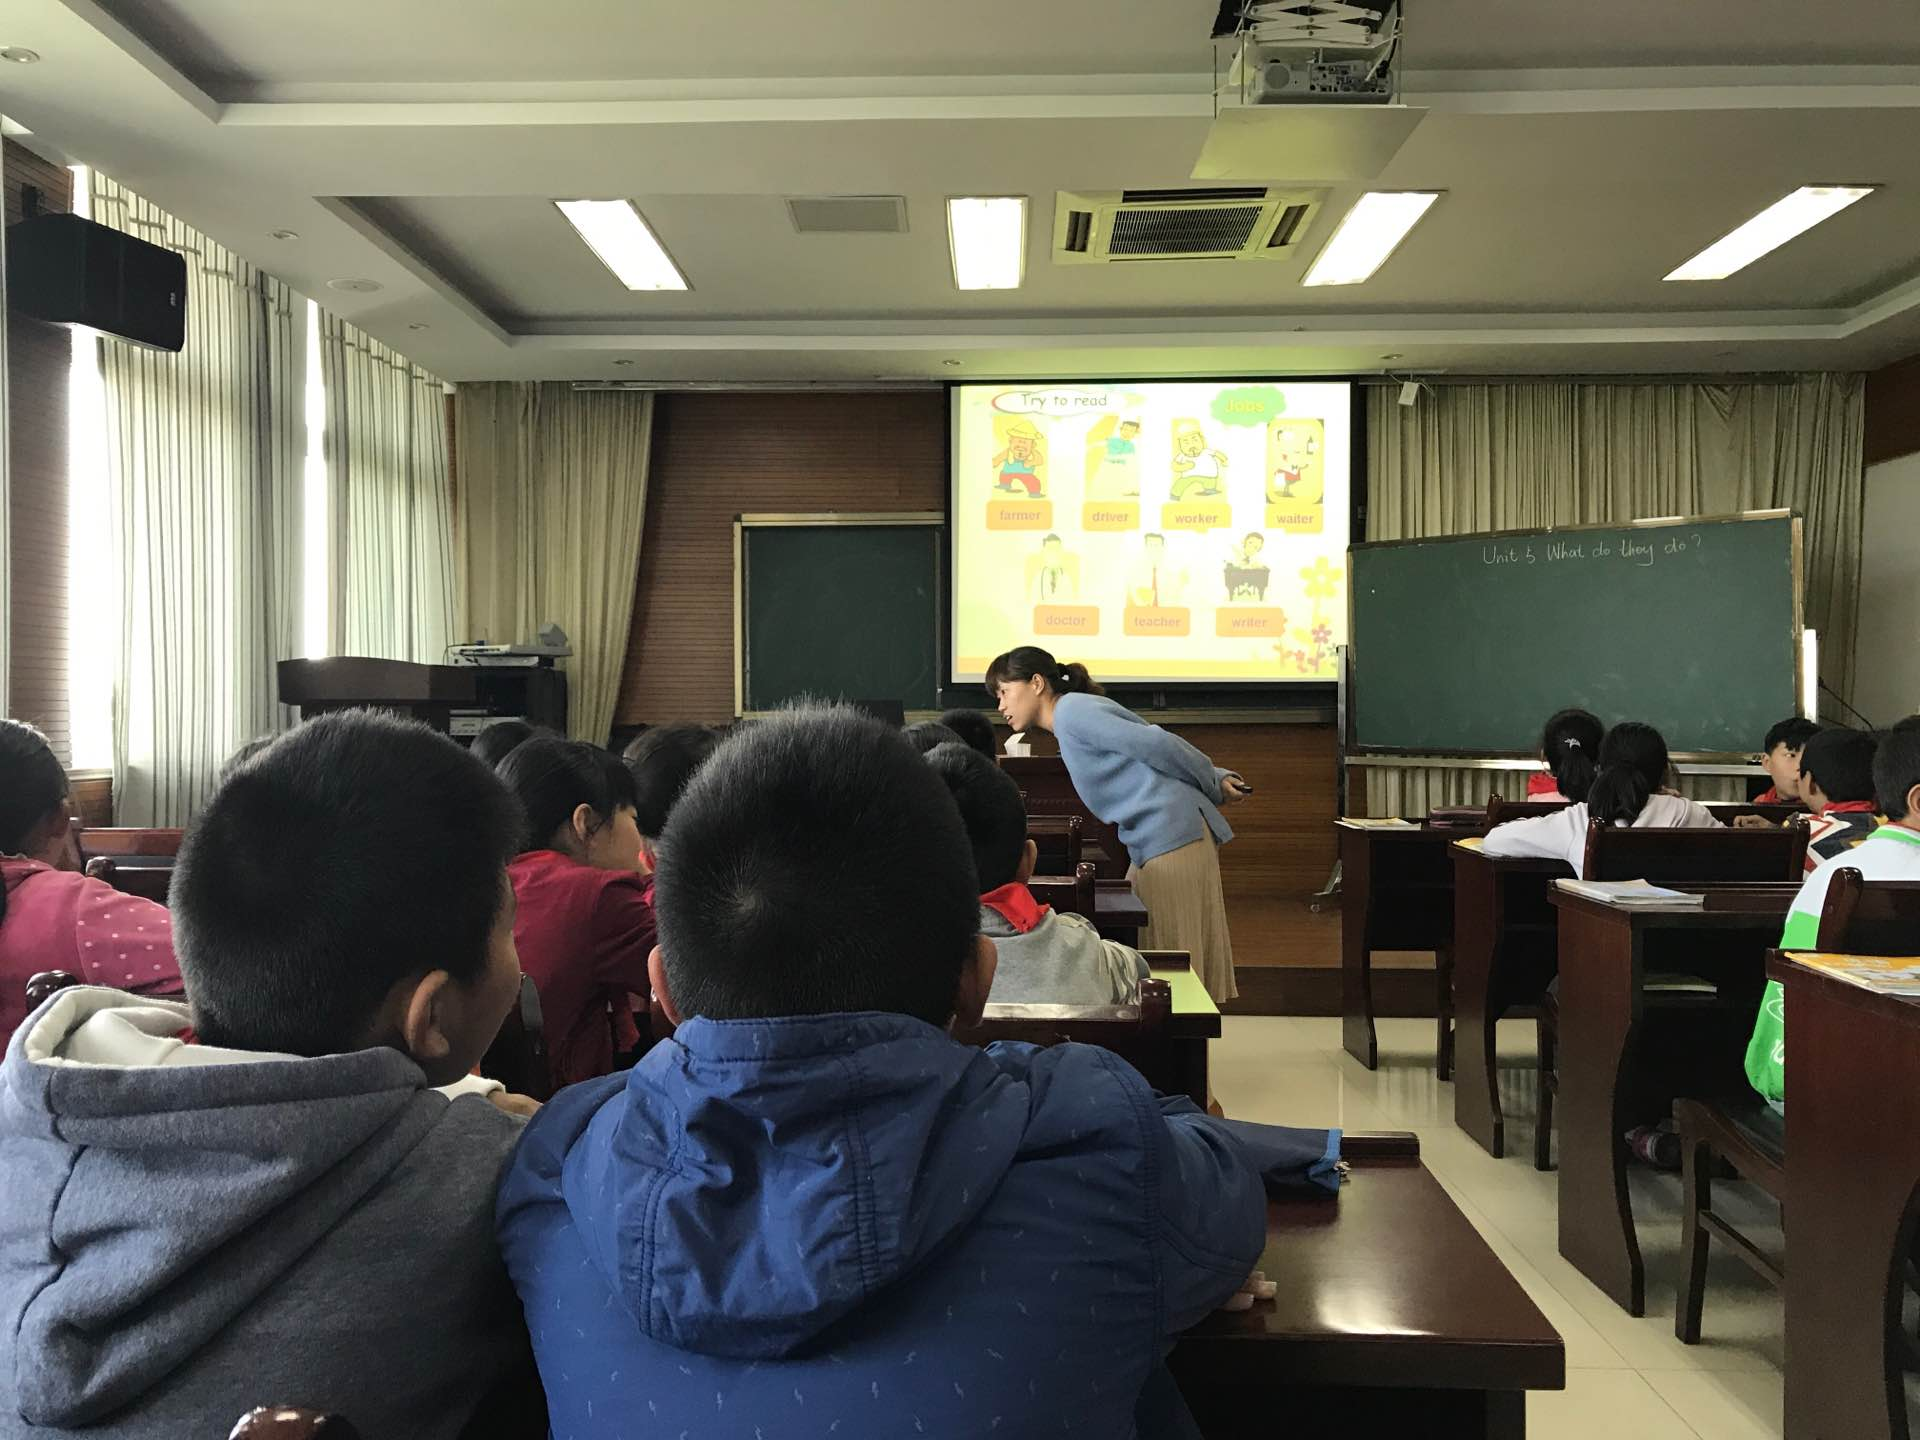 Try to read
Jobs
farmer driver worker waiter
doctor teacher writer
Unit 5 What do they do?